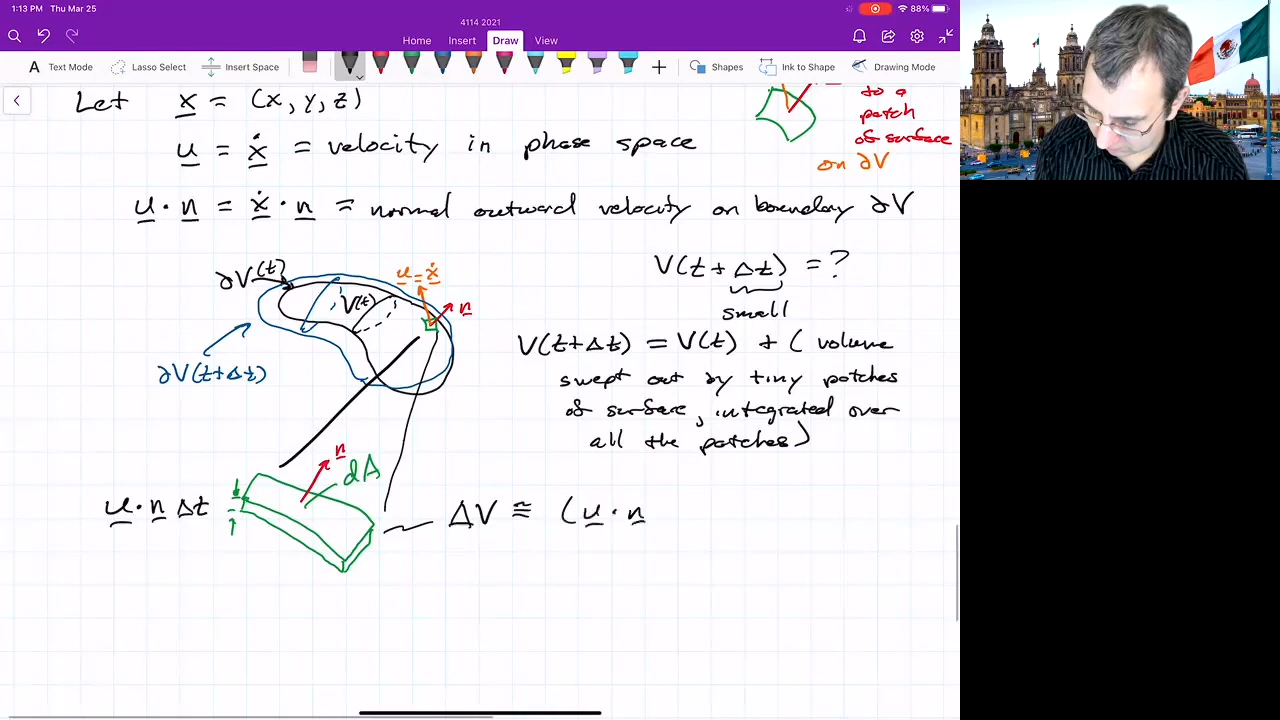 1:13 PM Thu Mar 25
88%
4114 2021
Home Insert Draw View
Text Mode Lasso Select Insert Space Shapes Ink to Shape Drawing Mode
Let x = (x, y, z)
to a
patch
of surface
on ∂V
u = ẋ = velocity in phase space
u · n = ẋ · n = normal outward velocity on boundary ∂V
∂V(t)
V(t)
u = ẋ
n
∂V(t+Δt)
V(t+Δt) = ?
small
V(t+Δt) = V(t) + ( volume
swept out by tiny patches
of surface, integrated over
all the patches)
n
dA
u · n Δt
ΔV ≅ (u · n